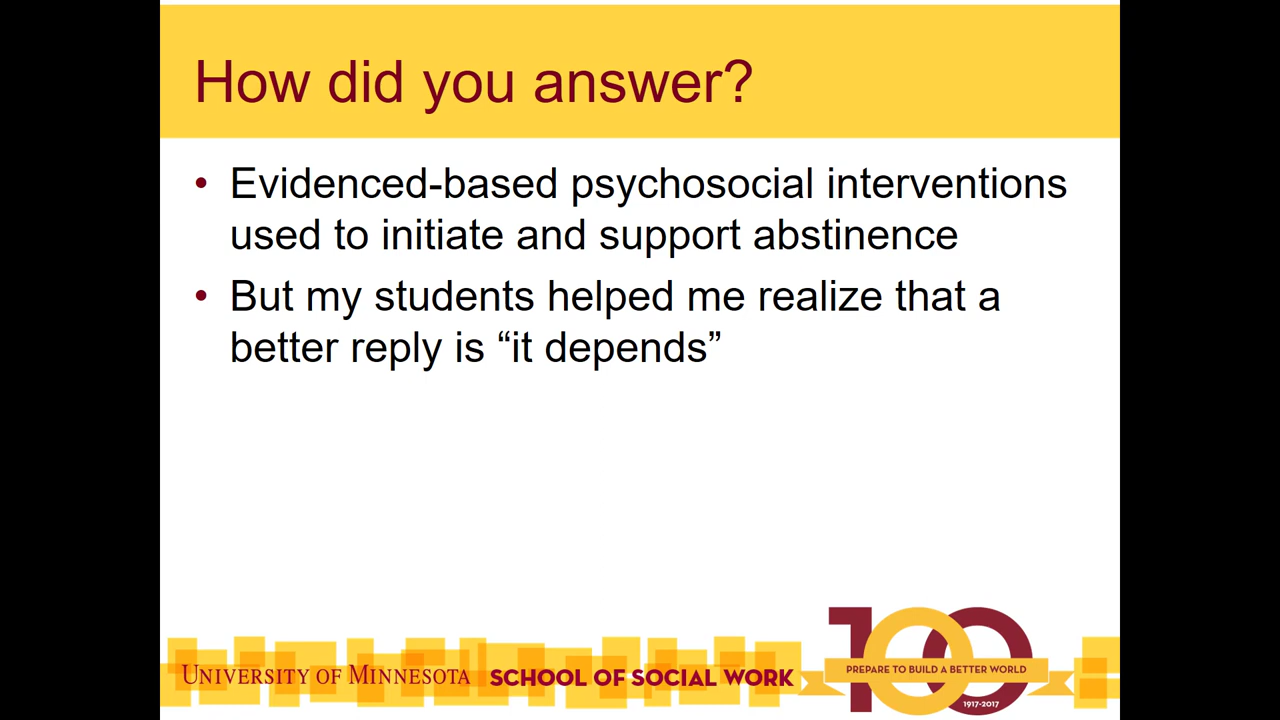 How did you answer?
• Evidenced-based psychosocial interventions
used to initiate and support abstinence
• But my students helped me realize that a
better reply is “it depends”
UNIVERSITY OF MINNESOTA SCHOOL OF SOCIAL WORK
100
PREPARE TO BUILD A BETTER WORLD
1917-2017